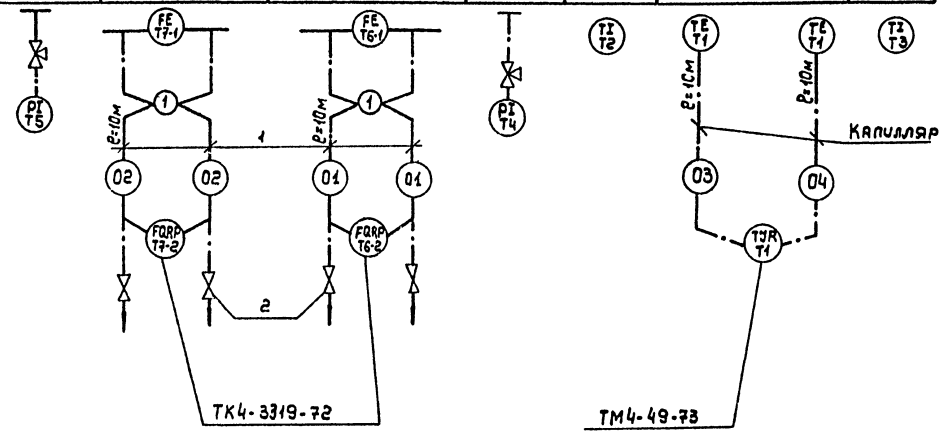 FE
T7-1
FE
T6-1
TI
T2
TE
T1
TE
T1
TI
T3
PI
T5
1
1
PI
T4
ℓ=10м
ℓ=10м
ℓ=10м
ℓ=10м
1
Капилляр
02
02
01
01
03
04
FQRP
T7-2
FQRP
T6-2
TJR
T1
2
ТК4-3319-72
ТМ4-49-73